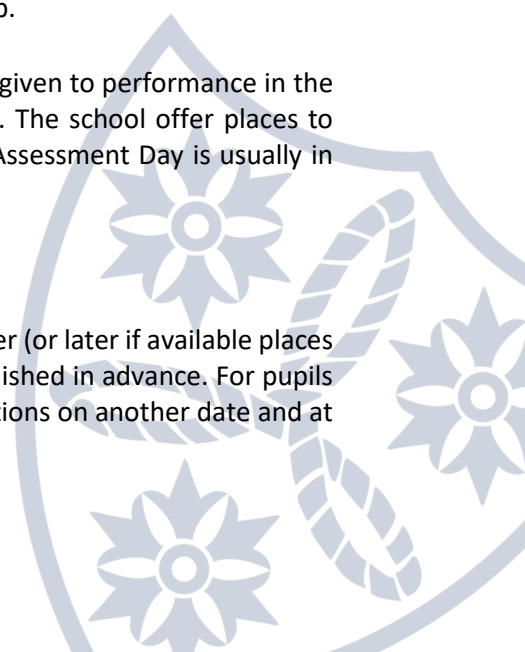 given to performance in the
. The school offer places to
Assessment Day is usually in
er (or later if available places
ished in advance. For pupils
tions on another date and at